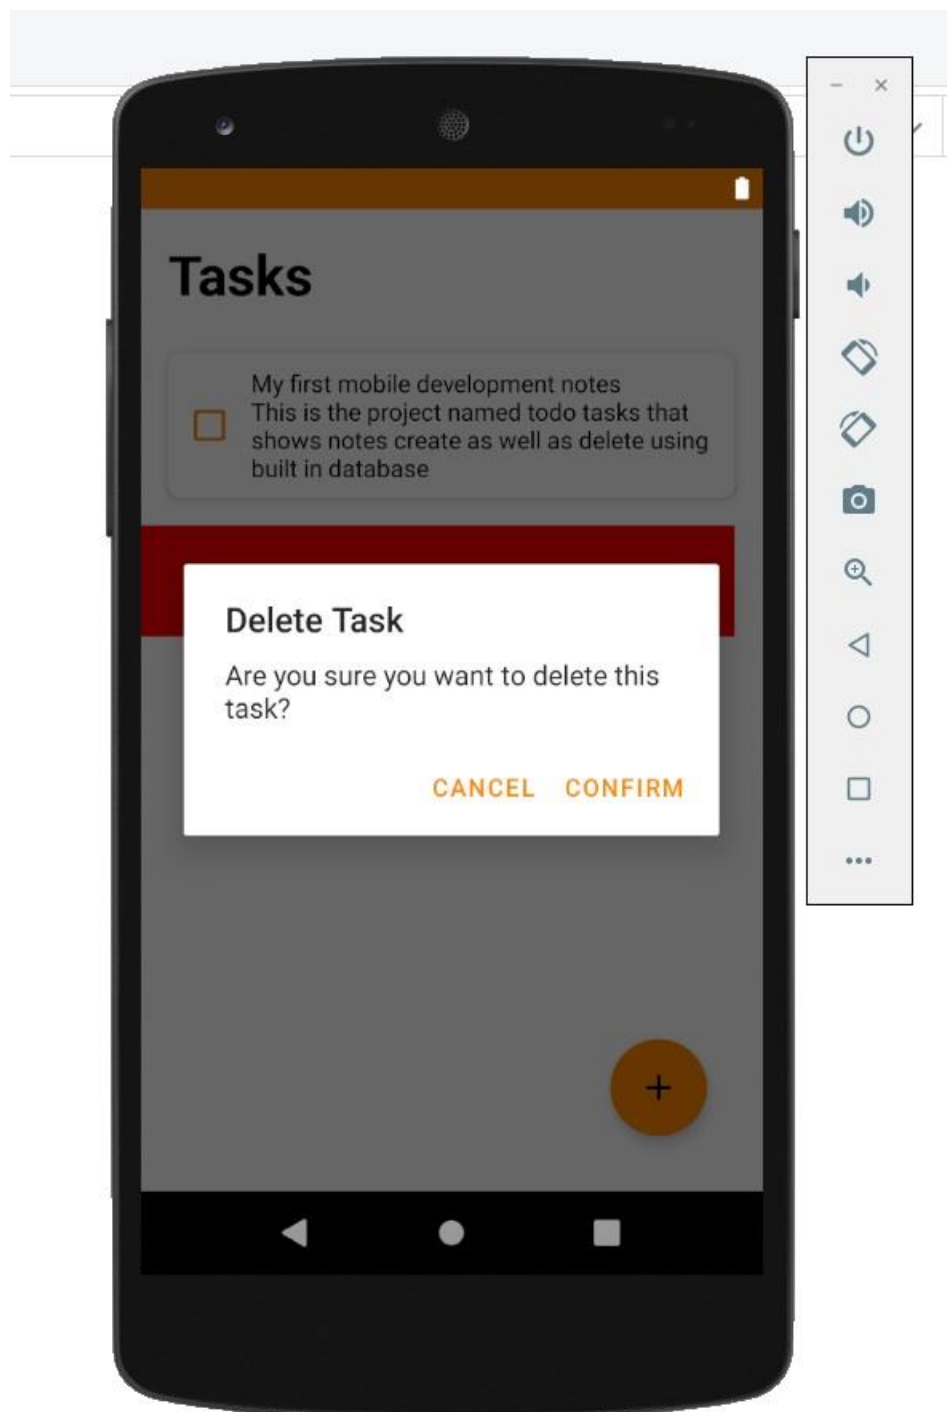 Tasks
My first mobile development notes
This is the project named todo tasks that
shows notes create as well as delete using
built in database
Delete Task
Are you sure you want to delete this
task?
CANCEL CONFIRM